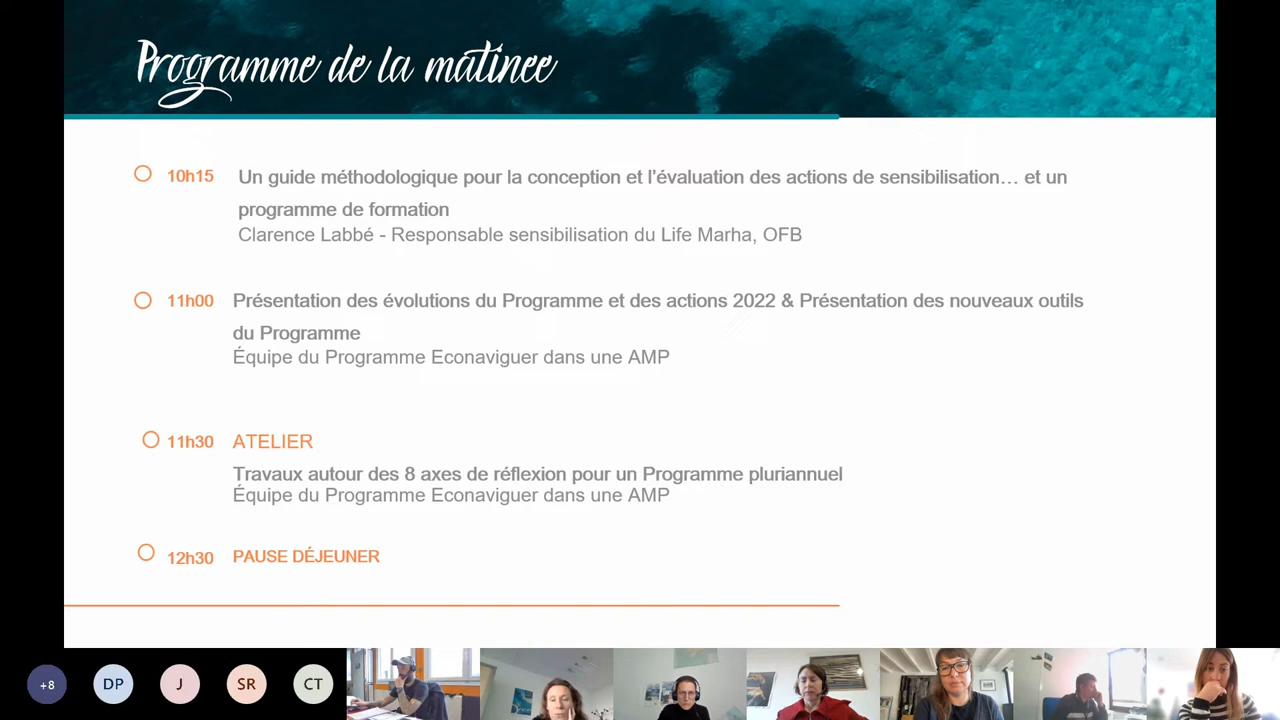 Programme de la matinee
10h15 Un guide méthodologique pour la conception et l'évaluation des actions de sensibilisation... et un
programme de formation
Clarence Labbé - Responsable sensibilisation du Life Marha, OFB
11h00 Présentation des évolutions du Programme et des actions 2022 & Présentation des nouveaux outils
du Programme
Équipe du Programme Econaviguer dans une AMP
11h30 ATELIER
Travaux autour des 8 axes de réflexion pour un Programme pluriannuel
Équipe du Programme Econaviguer dans une AMP
12h30 PAUSE DÉJEUNER
+8 DP J SR CT